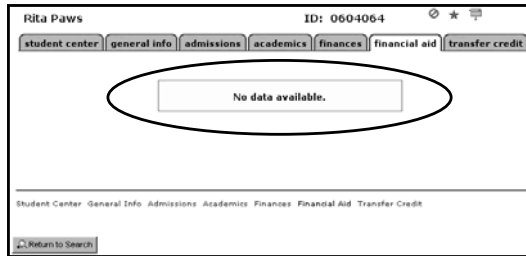 Rita Paws ID: 0604064
student center general info admissions academics finances financial aid transfer credit
No data available.
Student Center General Info Admissions Academics Finances Financial Aid Transfer Credit
Return to Search